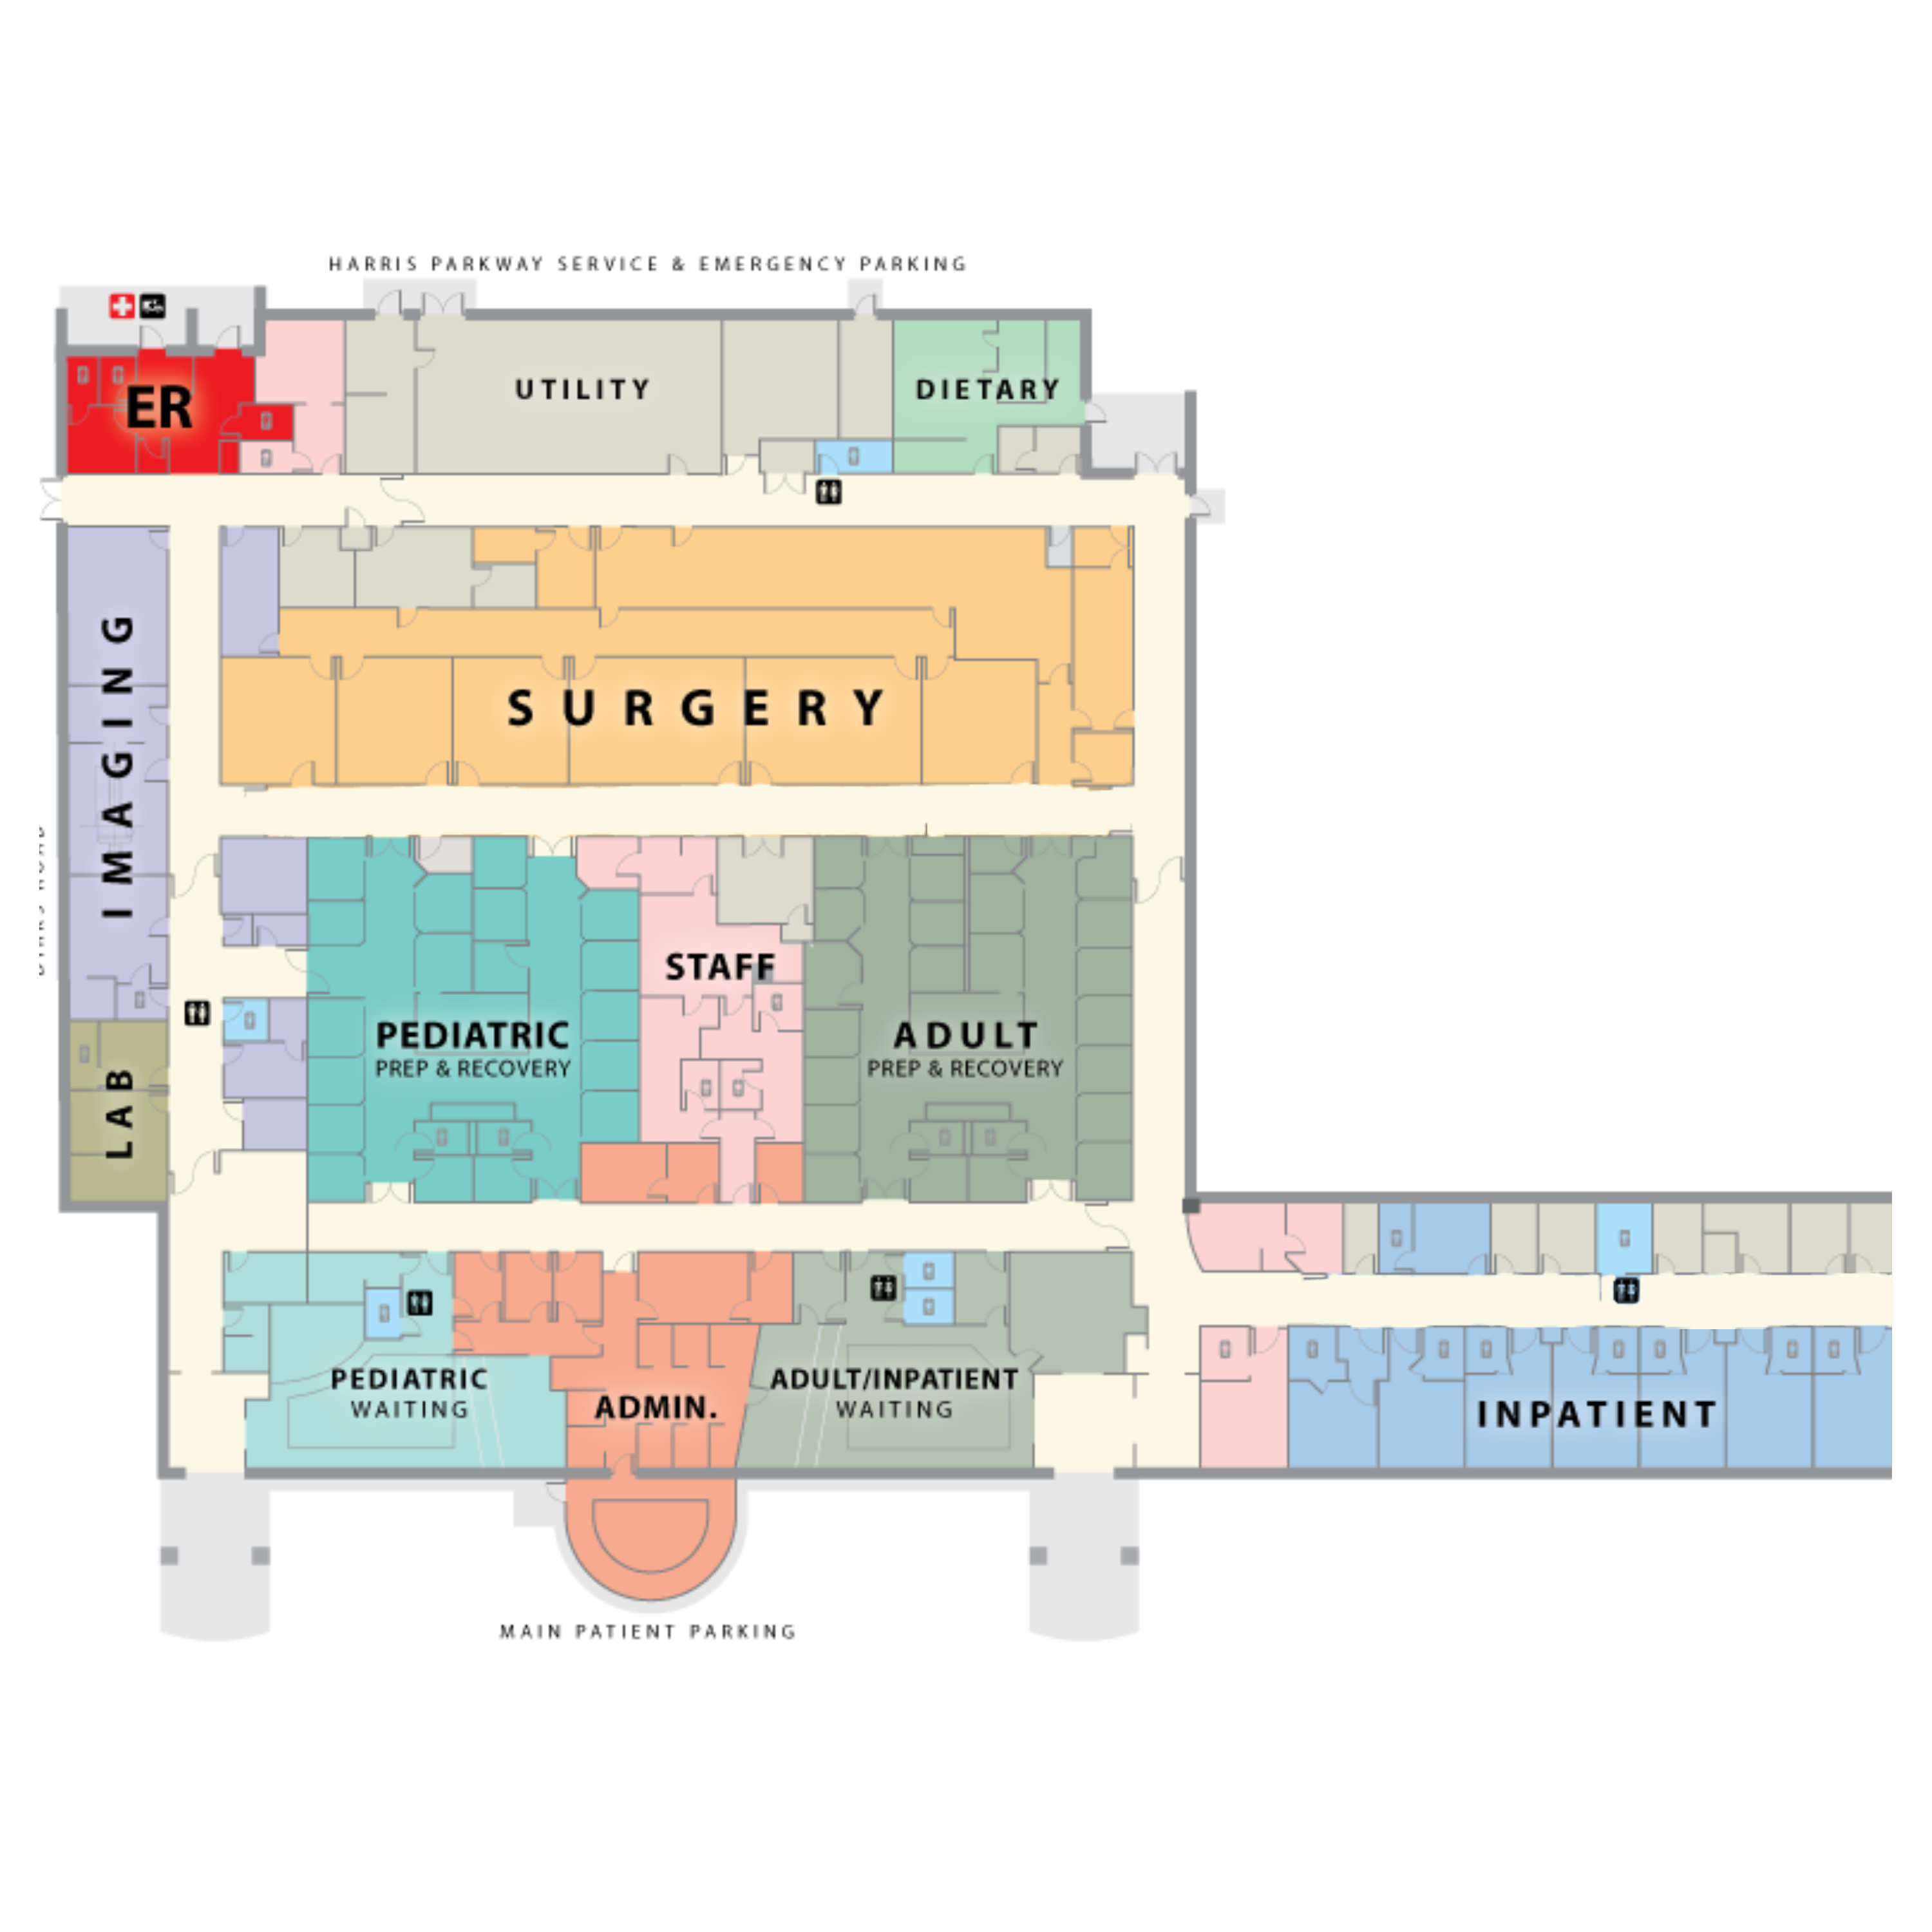 HARRIS PARKWAY SERVICE & EMERGENCY PARKING
ER
UTILITY
DIETARY
IMAGING
SURGERY
STAFF
PEDIATRIC
PREP & RECOVERY
ADULT
PREP & RECOVERY
LAB
PEDIATRIC
WAITING
ADMIN.
ADULT/INPATIENT
WAITING
INPATIENT
MAIN PATIENT PARKING